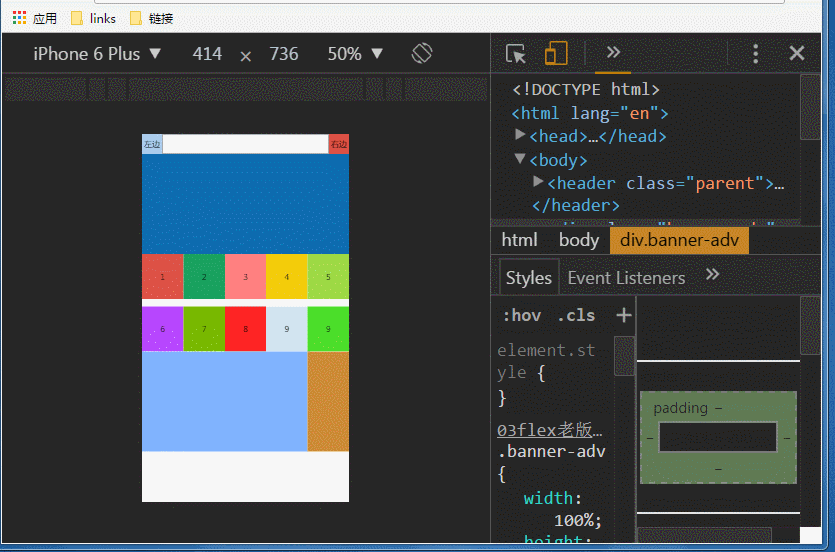 应用 links 链接
iPhone 6 Plus ▼ 414 × 736 50% ▼
左边 右边
1 2 3 4 5
6 7 8 9 9
<!DOCTYPE html>
<html lang="en">
▶<head>…</head>
▼<body>
▶<header class="parent">…
</header>
html body div.banner-adv
Styles Event Listeners »
:hov .cls +
element.st
yle {
}
03flex老版…
.banner-adv
{
width:
100%;
height:
padding –
– –
–